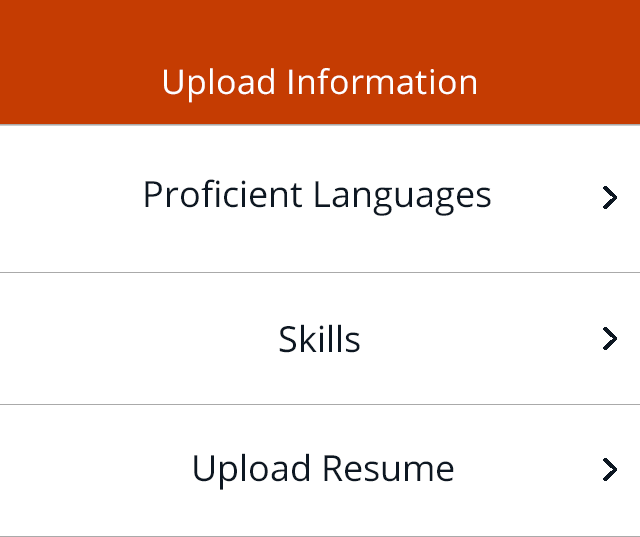 Upload Information
Proficient Languages
Skills
Upload Resume